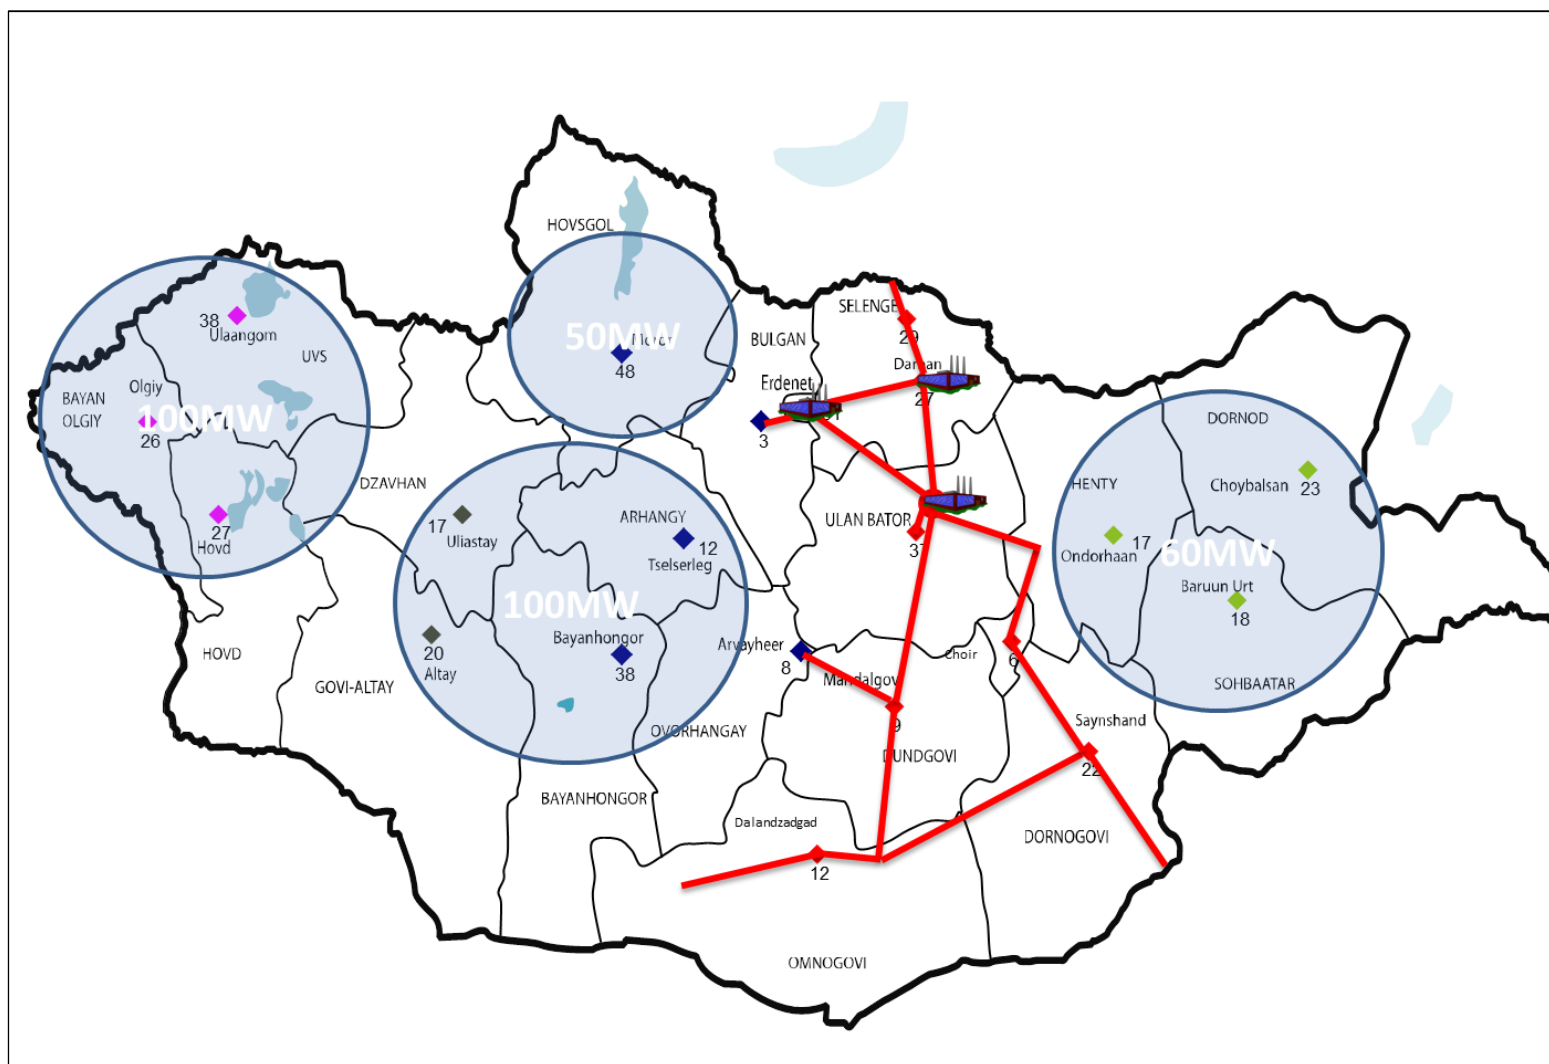 HOVSGOL
SELENGE
38
Ulaangom
UVS
50MW
48
BULGAN
29
Darhan
27
Erdenet
3
BAYAN
OLGIY
Olgiy
100MW
26
DORNOD
HENTY
Choybalsan
23
DZAVHAN
27
Hovd
17
Uliastay
ARHANGY
12
Tselserleg
ULAN BATOR
37
Ondorhaan
17
60MW
Baruun Urt
18
100MW
Bayanhongor
38
20
Altay
HOVD
GOVI-ALTAY
Arvayheer
8
Mandalgovi
9
Choir
6
SOHBAATAR
OVORHANGAY
DUNDGOVI
Saynshand
22
BAYANHONGOR
Dalandzadgad
12
DORNOGOVI
OMNOGOVI